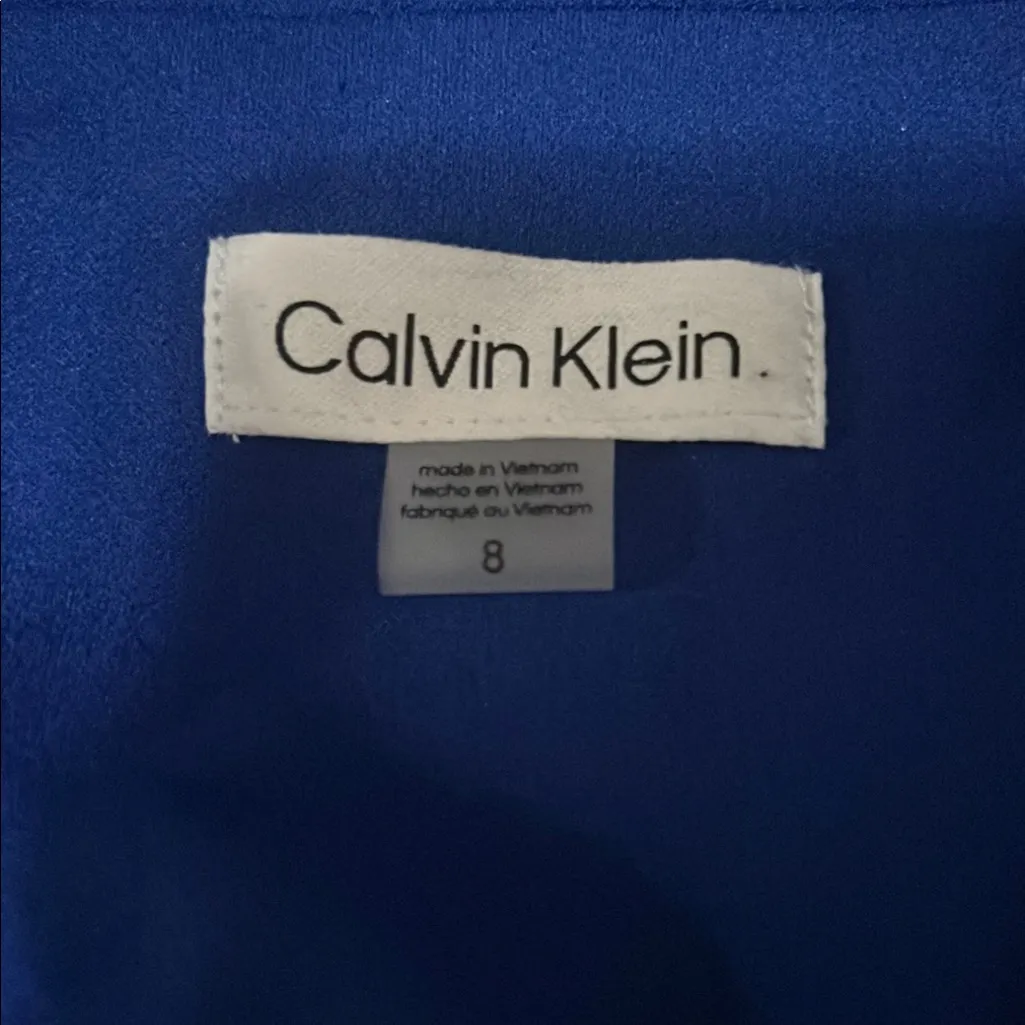 Calvin Klein
made in Vietnam
hecho en Vietnam
fabriqué au Vietnam
8